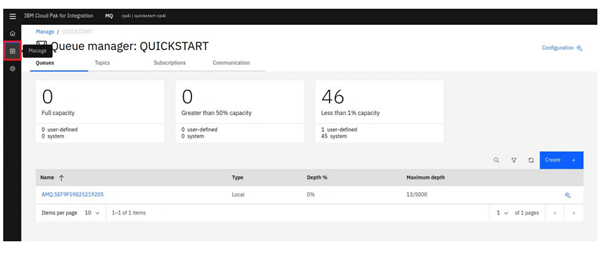 IBM Cloud Pak for Integration MQ cp4i | quickstart-cp4i
Manage / QUICKSTART
Manage
Queue manager: QUICKSTART
Configuration
Queues Topics Subscriptions Communication
0 0 46
Full capacity Greater than 50% capacity Less than 1% capacity
0 user-defined 0 user-defined 1 user-defined
0 system 0 system 45 system
Create +
Name ↑ Type Depth % Maximum depth
AMQ.5EF9F59825219205 Local 0% 13/5000
Items per page 10 1–1 of 1 items 1 of 1 pages